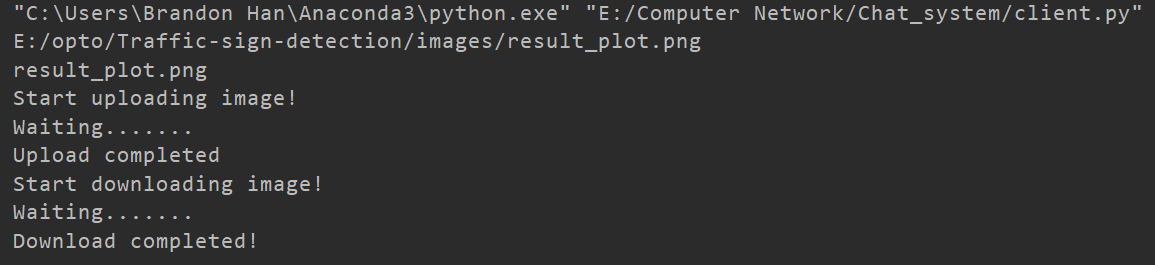 "C:\Users\Brandon Han\Anaconda3\python.exe" "E:/Computer Network/Chat_system/client.py"
E:/opto/Traffic-sign-detection/images/result_plot.png
result_plot.png
Start uploading image!
Waiting.......
Upload completed
Start downloading image!
Waiting.......
Download completed!